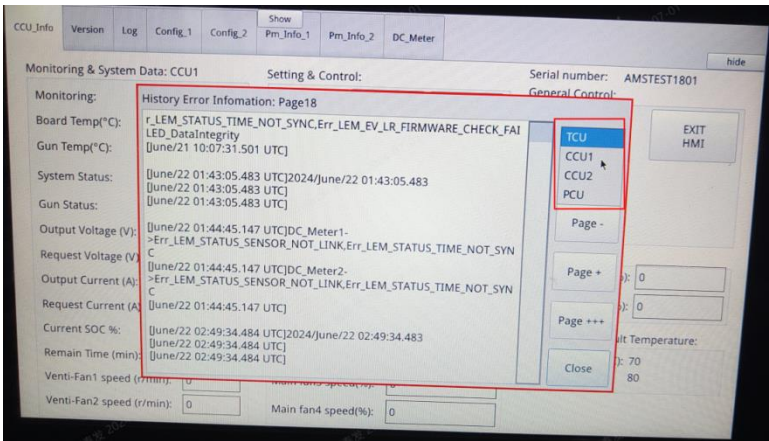 CCU_Info
Version
Log
Config_1
Config_2
Show
Pm_Info_1
Pm_Info_2
DC_Meter
hide
Monitoring & System Data: CCU1
Setting & Control:
Serial number: AMSTEST1801
General Control:
Monitoring:
Board Temp(°C):
Gun Temp(°C):
System Status:
Gun Status:
Output Voltage (V):
Request Voltage (V)
Output Current (A):
Request Current (A)
Current SOC %:
Remain Time (min):
Venti-Fan1 speed (r/min): 0
Venti-Fan2 speed (r/min): 0
History Error Infomation: Page18
r_LEM_STATUS_TIME_NOT_SYNC,Err_LEM_EV_LR_FIRMWARE_CHECK_FAI
LED_DataIntegrity
[June/21 10:07:31.501 UTC]
[June/22 01:43:05.483 UTC]2024/June/22 01:43:05.483
[June/22 01:43:05.483 UTC]
[June/22 01:43:05.483 UTC]
[June/22 01:44:45.147 UTC]DC_Meter1-
>Err_LEM_STATUS_SENSOR_NOT_LINK,Err_LEM_STATUS_TIME_NOT_SYN
C
[June/22 01:44:45.147 UTC]DC_Meter2-
>Err_LEM_STATUS_SENSOR_NOT_LINK,Err_LEM_STATUS_TIME_NOT_SYN
C
[June/22 01:44:45.147 UTC]
[June/22 02:49:34.484 UTC]2024/June/22 02:49:34.483
[June/22 02:49:34.484 UTC]
[June/22 02:49:34.484 UTC]
TCU
CCU1
CCU2
PCU
Page -
Page +
Page +++
Close
EXIT
HMI
): 0
%): 0
ult Temperature:
): 70
80
Main fan3 speed(%):
Main fan4 speed(%): 0